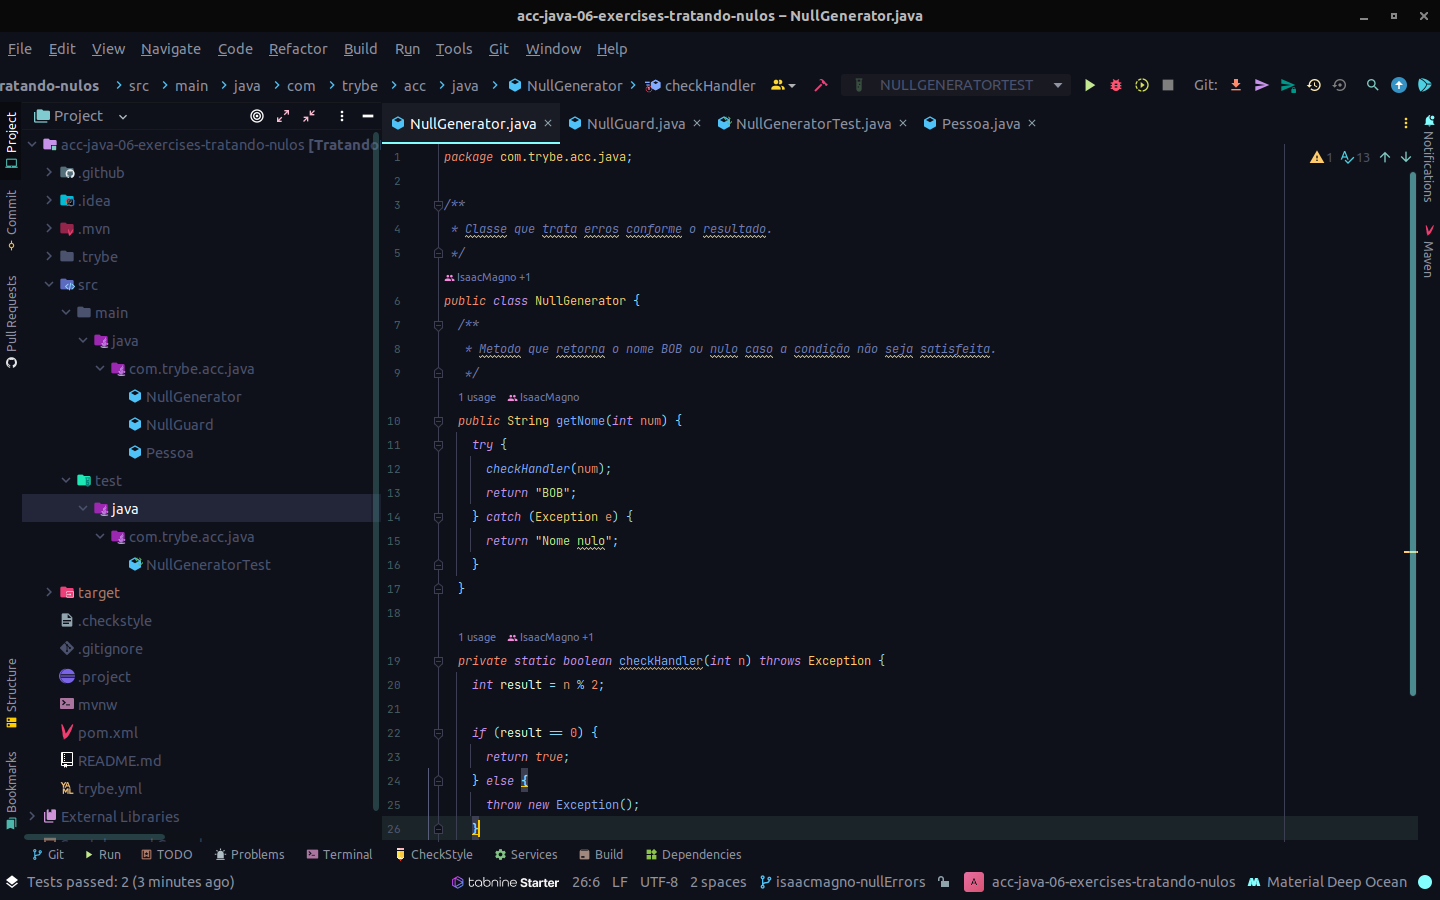 acc-java-06-exercises-tratando-nulos – NullGenerator.java
File Edit View Navigate Code Refactor Build Run Tools Git Window Help
ratando-nulos src main java com trybe acc java NullGenerator checkHandler NULLGENERATORTEST Git:
Project
NullGenerator.java NullGuard.java NullGeneratorTest.java Pessoa.java
Project
Commit
Pull Requests
Structure
Bookmarks
acc-java-06-exercises-tratando-nulos [Tratando
.github
.idea
.mvn
.trybe
src
main
java
com.trybe.acc.java
NullGenerator
NullGuard
Pessoa
test
java
com.trybe.acc.java
NullGeneratorTest
target
.checkstyle
.gitignore
.project
mvnw
pom.xml
README.md
trybe.yml
External Libraries
1 package com.trybe.acc.java;
2
3 /**
4 * Classe que trata erros conforme o resultado.
5 */
IsaacMagno +1
6 public class NullGenerator {
7 /**
8 * Metodo que retorna o nome BOB ou nulo caso a condição não seja satisfeita.
9 */
1 usage IsaacMagno
10 public String getNome(int num) {
11 try {
12 checkHandler(num);
13 return "BOB";
14 } catch (Exception e) {
15 return "Nome nulo";
16 }
17 }
18
1 usage IsaacMagno +1
19 private static boolean checkHandler(int n) throws Exception {
20 int result = n % 2;
21
22 if (result == 0) {
23 return true;
24 } else {
25 throw new Exception();
26 }
1 13
Notifications
Maven
Git Run TODO Problems Terminal CheckStyle Services Build Dependencies
Tests passed: 2 (3 minutes ago) tabnine Starter 26:6 LF UTF-8 2 spaces isaacmagno-nullErrors A acc-java-06-exercises-tratando-nulos Material Deep Ocean